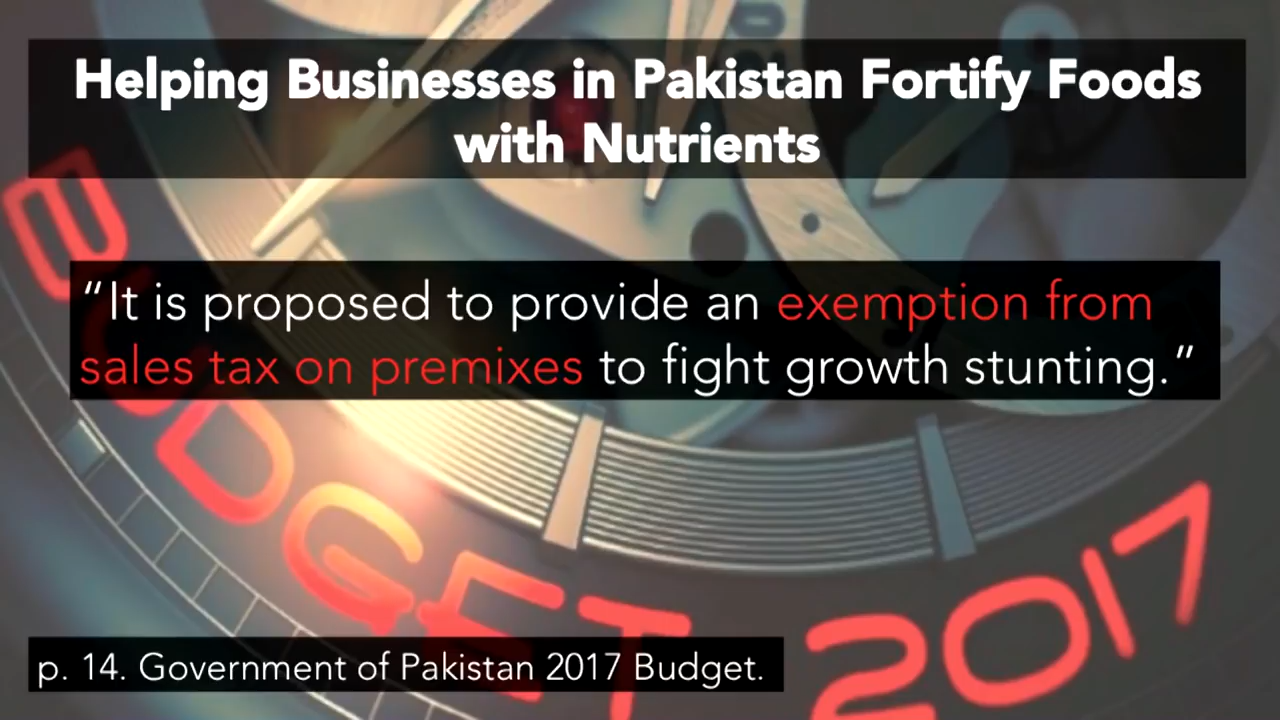 Helping Businesses in Pakistan Fortify Foods
with Nutrients
“It is proposed to provide an exemption from
sales tax on premixes to fight growth stunting.”
BUDGET 2017
p. 14. Government of Pakistan 2017 Budget.